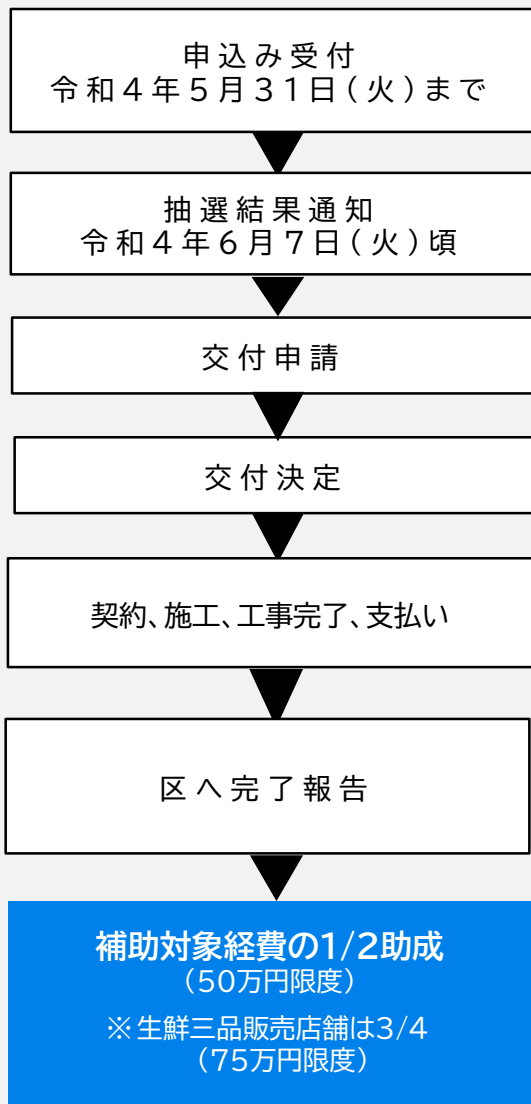 申込み受付
令和4年5月31日(火)まで
抽選結果通知
令和4年6月7日(火)頃
交付申請
交付決定
契約、施工、工事完了、支払い
区へ完了報告
補助対象経費の1/2助成
(50万円限度)
※生鮮三品販売店舗は3/4
(75万円限度)